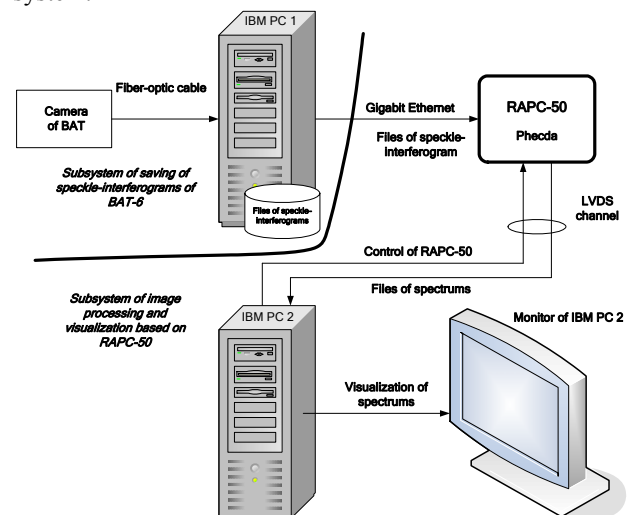 system.
IBM PC 1
Fiber-optic cable
Camera
of BAT
Gigabit Ethernet
Files of speckle-
interferogram
RAPC-50
Phecda
Subsystem of saving of
speckle-interferograms of
BAT-6
Files of speckle-
interferograms
LVDS
channel
Control of RAPC-50
Files of spectrums
Subsystem of image
processing and
visualization based on
RAPC-50
IBM PC 2
Monitor of IBM PC 2
Visualization of
spectrums